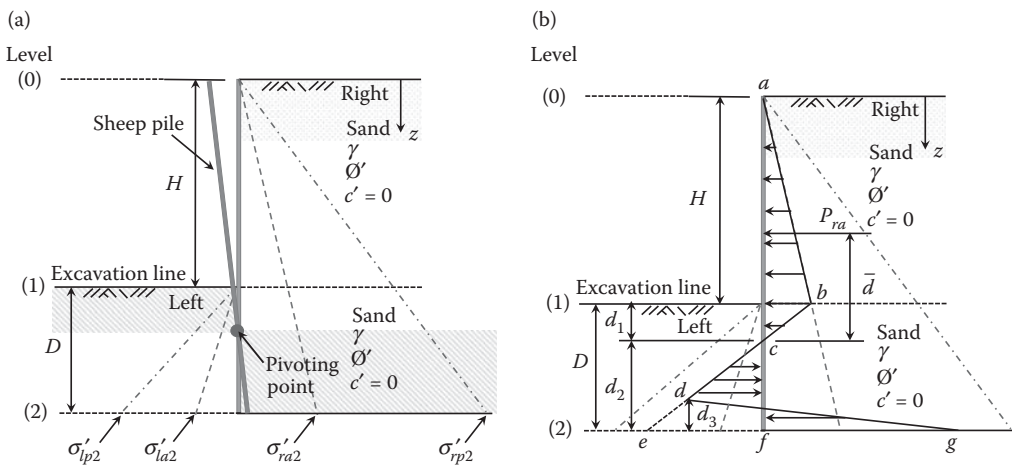 (a)
Level
(0)
Right
Sheep pile
Sand
z
γ
Ø′
c′ = 0
H
Excavation line
(1)
Left
Sand
γ
Ø′
c′ = 0
D
Pivoting
point
(2)
σ′lp2
σ′la2
σ′ra2
σ′rp2
(b)
Level
a
(0)
Right
Sand
z
γ
Ø′
c′ = 0
H
Pra
d̄
Excavation line
b
(1)
d1
Left
Sand
c
γ
Ø′
c′ = 0
D
d2
d
d3
(2)
e
f
g